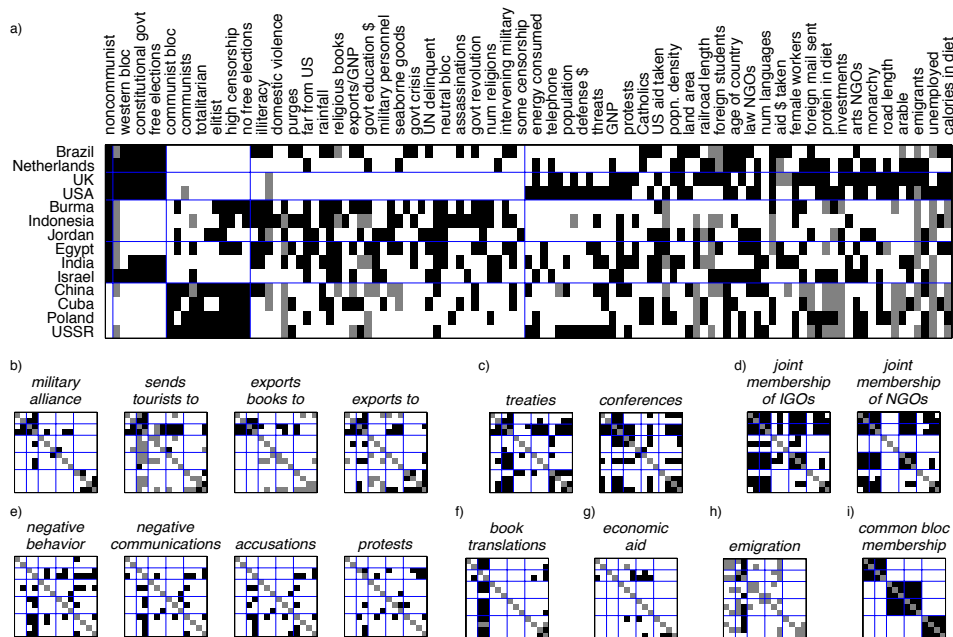 a)
noncommunist
western bloc
constitutional govt
free elections
communist bloc
communists
totalitarian
elitist
high censorship
no free elections
illiteracy
domestic violence
purges
far from US
rainfall
religious books
exports/GNP
govt education $
military personnel
seaborne goods
govt crisis
UN delinquent
neutral bloc
assassinations
govt revolution
num religions
intervening military
some censorship
energy consumed
telephone
population
defense $
threats
GNP
protests
Catholics
US aid taken
popn. density
land area
railroad length
foreign students
age of country
law NGOs
num languages
aid $ taken
female workers
foreign mail sent
protein in diet
investments
arts NGOs
monarchy
road length
arable
emigrants
unemployed
calories in diet
Brazil
Netherlands
UK
USA
Burma
Indonesia
Jordan
Egypt
India
Israel
China
Cuba
Poland
USSR
b)
military
alliance
sends
tourists to
exports
books to
exports to
c)
treaties
conferences
d)
joint
membership
of IGOs
joint
membership
of NGOs
e)
negative
behavior
negative
communications
accusations
protests
f)
book
translations
g)
economic
aid
h)
emigration
i)
common bloc
membership